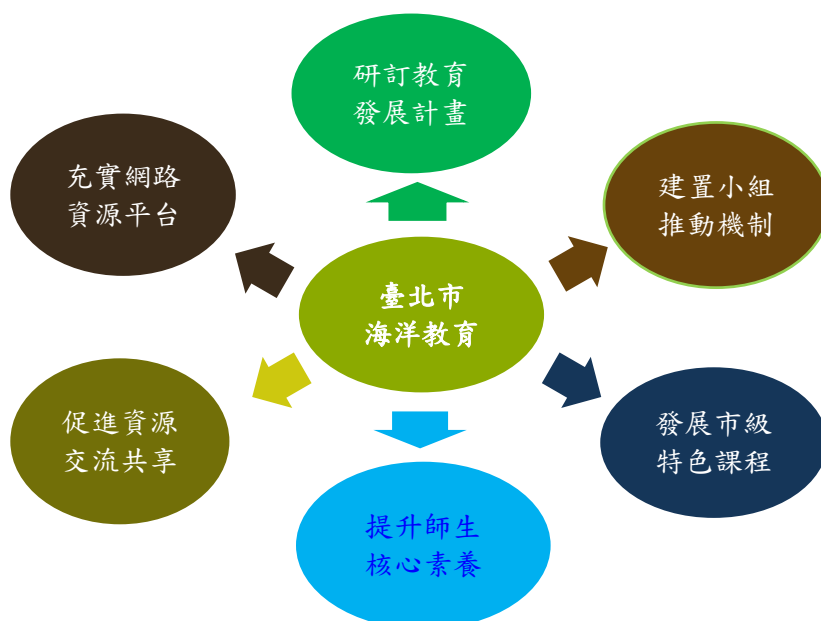 研訂教育
發展計畫
充實網路
資源平台
建置小組
推動機制
臺北市
海洋教育
促進資源
交流共享
發展市級
特色課程
提升師生
核心素養